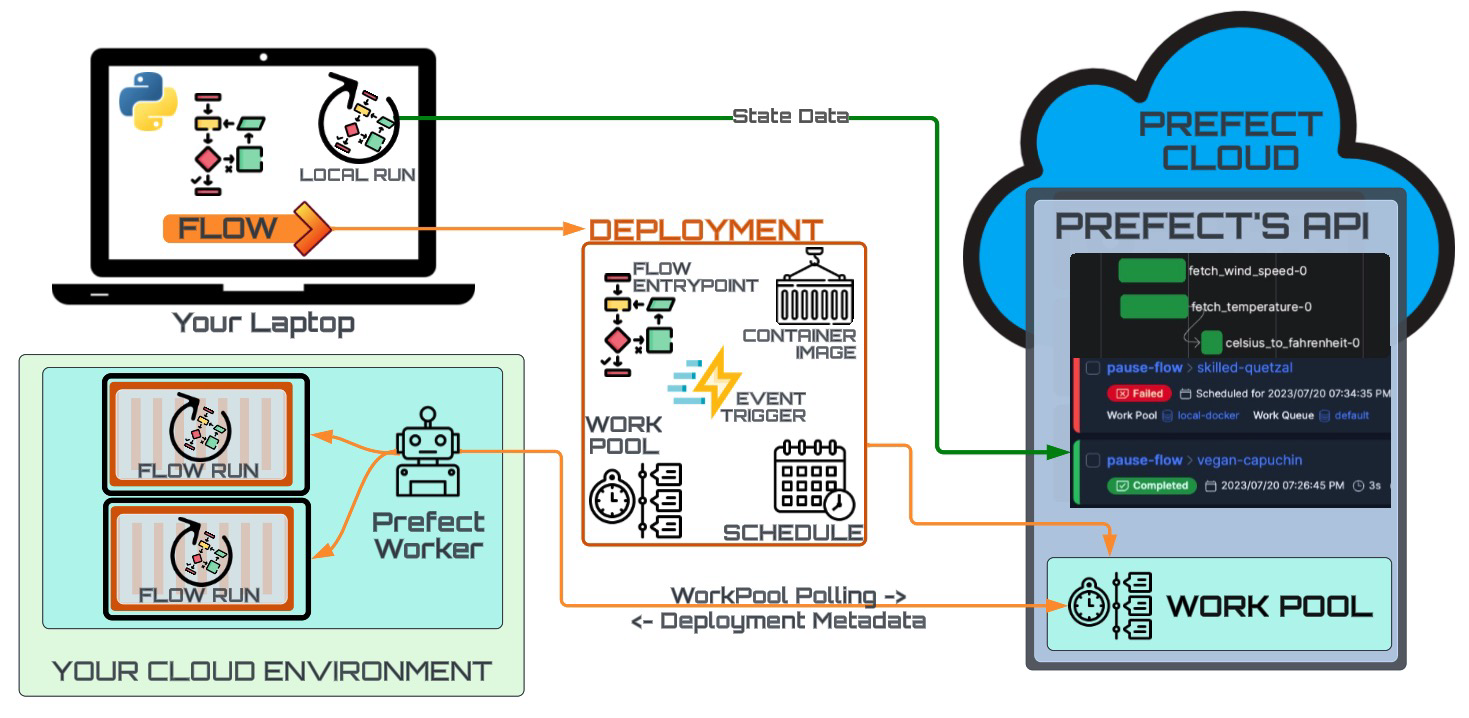 LOCAL RUN
FLOW
Your Laptop
State Data
DEPLOYMENT
FLOW
ENTRYPOINT
CONTAINER
IMAGE
EVENT
TRIGGER
WORK
POOL
SCHEDULE
PREFECT
CLOUD
PREFECT'S API
fetch_wind_speed-0
fetch_temperature-0
celsius_to_fahrenheit-0
pause-flow > skilled-quetzal
Failed Scheduled for 2023/07/20 07:34:35 PM
Work Pool local-docker Work Queue default
pause-flow > vegan-capuchin
Completed 2023/07/20 07:26:45 PM 3s
WORK POOL
FLOW RUN
FLOW RUN
Prefect
Worker
YOUR CLOUD ENVIRONMENT
WorkPool Polling ->
<- Deployment Metadata